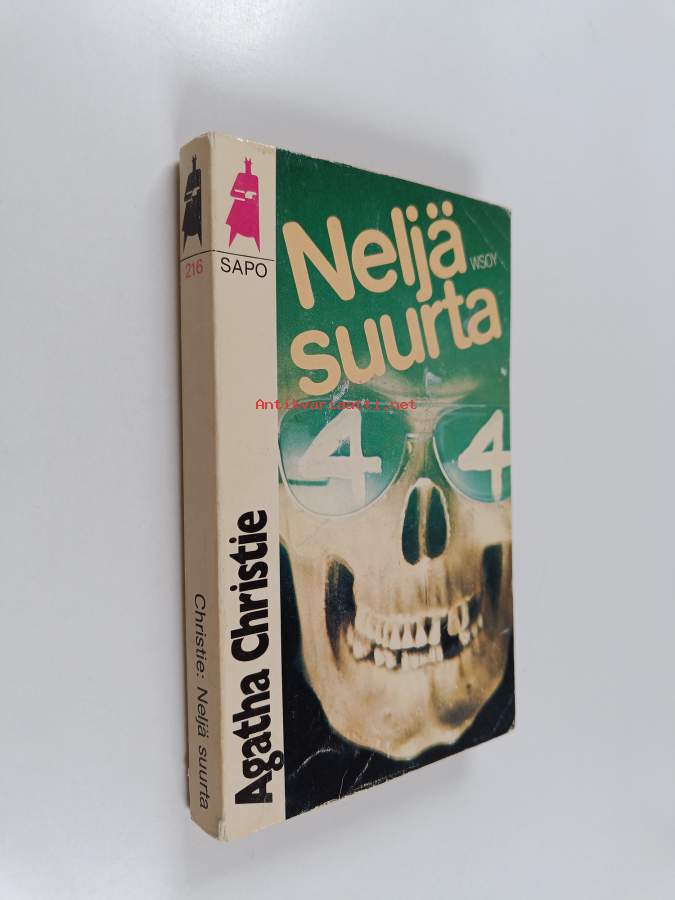 216
Christie: Neljä suurta
SAPO
Agatha Christie
Neljä
WSOY
suurta
Antikvariaatti.net
4 4